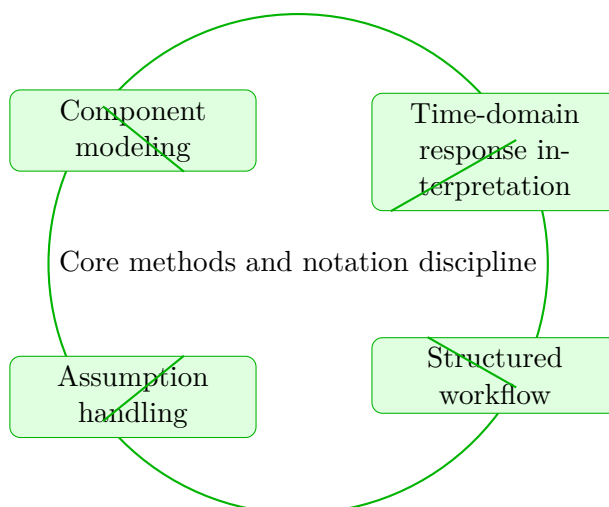 Component
modeling
Time-domain
response in-
terpretation
Core methods and notation discipline
Assumption
handling
Structured
workflow